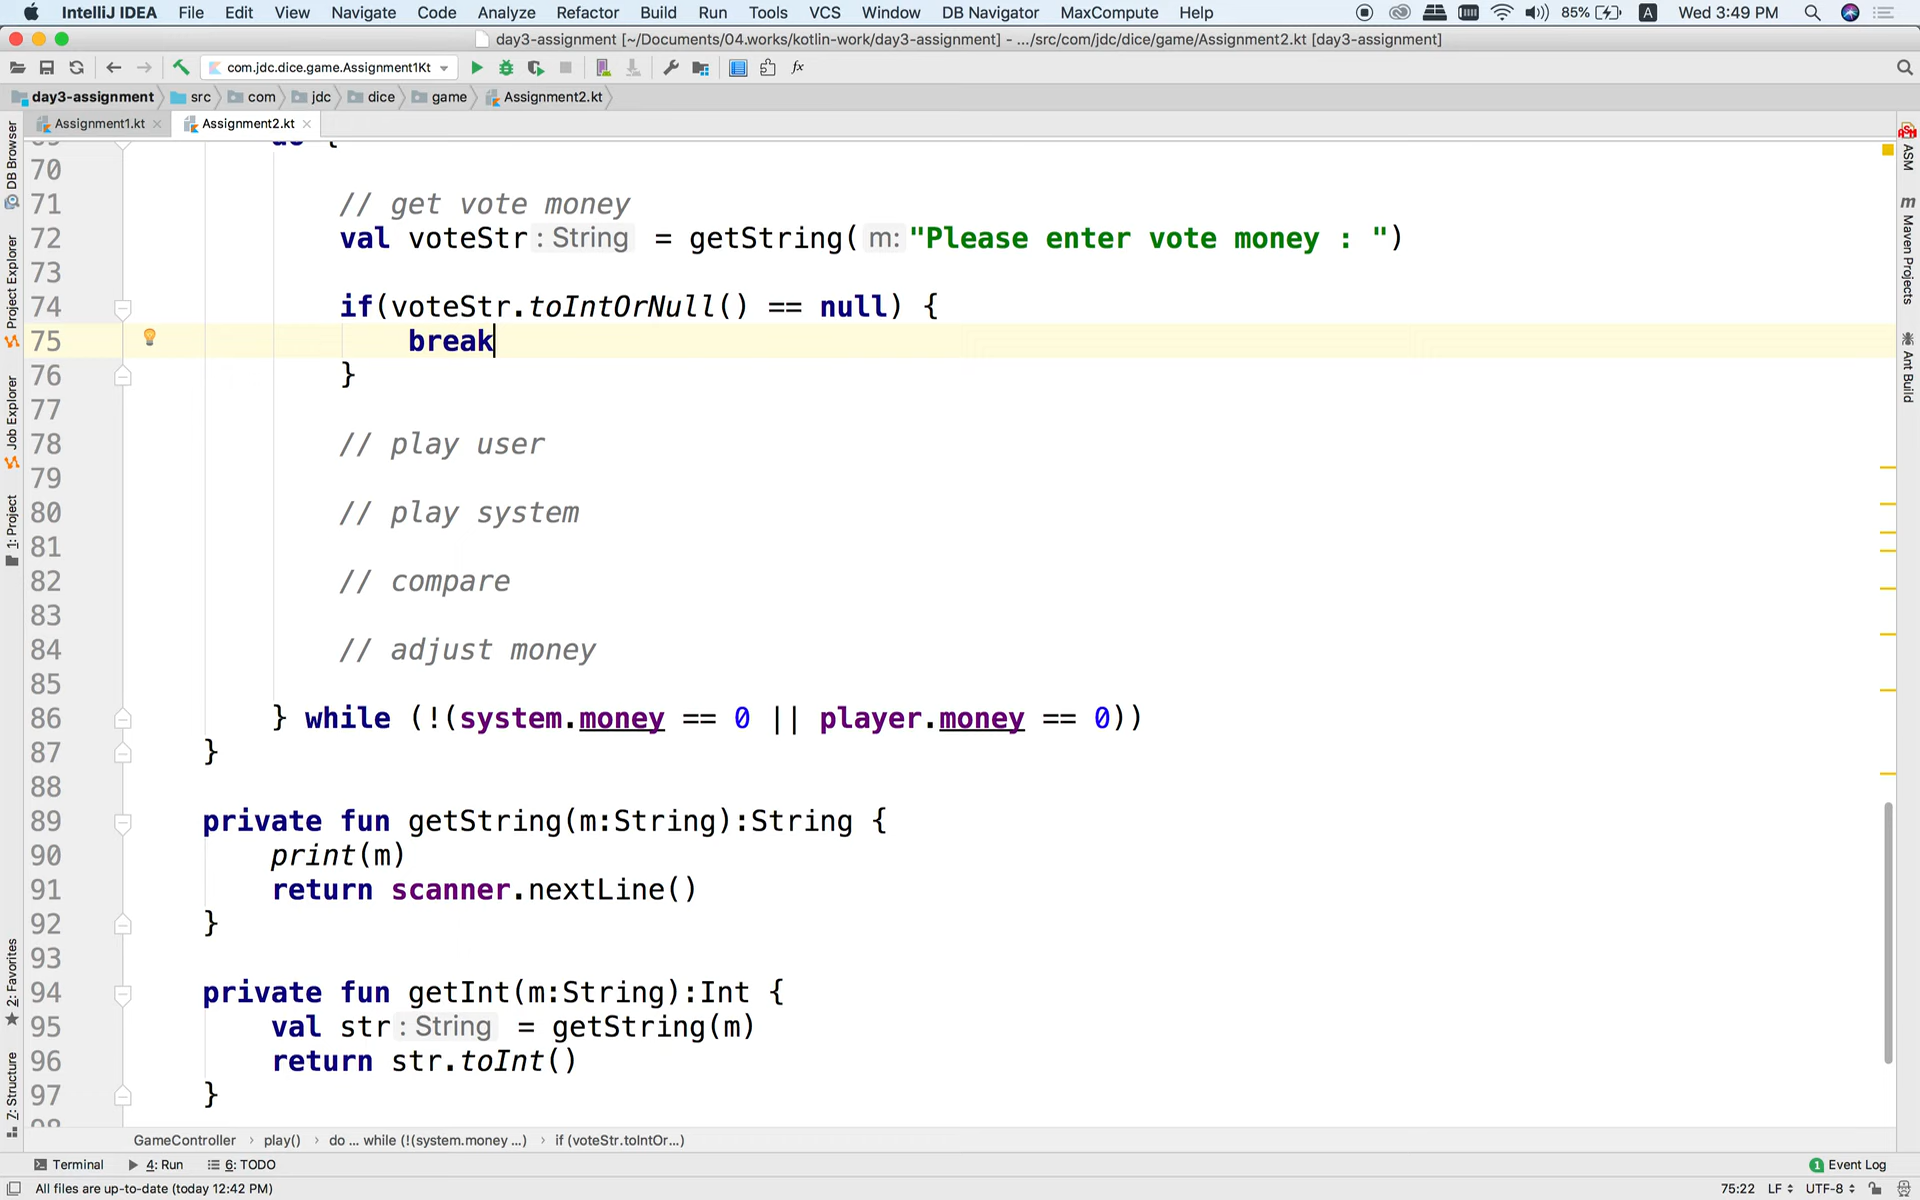 IntelliJ IDEA File Edit View Navigate Code Analyze Refactor Build Run Tools VCS Window DB Navigator MaxCompute Help 85% A Wed 3:49 PM
day3-assignment [~/Documents/04.works/kotlin-work/day3-assignment] - .../src/com/jdc/dice/game/Assignment2.kt [day3-assignment]
com.jdc.dice.game.Assignment1Kt
day3-assignment src com jdc dice game Assignment2.kt
Assignment1.kt Assignment2.kt
70
71 // get vote money
72 val voteStr : String = getString( m: "Please enter vote money : ")
73
74 if(voteStr.toIntOrNull() == null) {
75 break
76 }
77
78 // play user
79
80 // play system
81
82 // compare
83
84 // adjust money
85
86 } while (!(system.money == 0 || player.money == 0))
87 }
88
89 private fun getString(m:String):String {
90 print(m)
91 return scanner.nextLine()
92 }
93
94 private fun getInt(m:String):Int {
95 val str : String = getString(m)
96 return str.toInt()
97 }
DB Browser
Project Explorer
Job Explorer
1: Project
2: Favorites
Z: Structure
ASM
m Maven Projects
Ant Build
GameController play() do ... while (!(system.money ...) if (voteStr.toIntOr...)
Terminal 4: Run 6: TODO 1 Event Log
All files are up-to-date (today 12:42 PM) 75:22 LF UTF-8